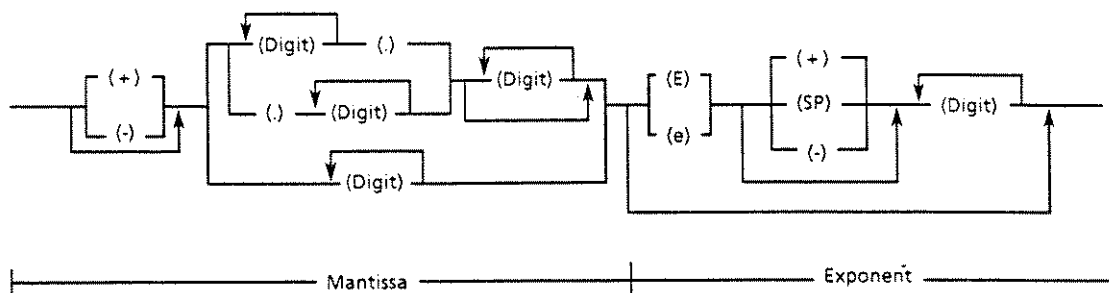 (Digit) (.)
(+) (Digit) (E) (+)
(.) (Digit) (SP) (Digit)
(-) (e) (-)
(Digit)
Mantissa Exponent